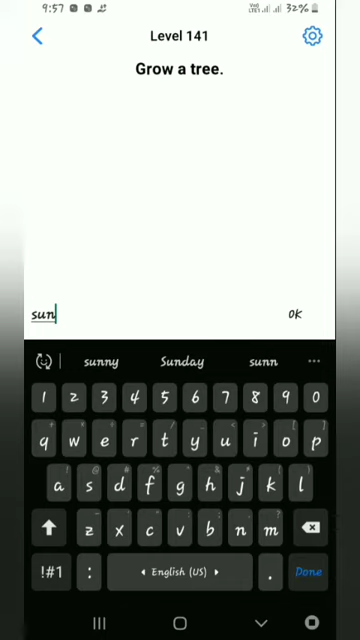 9:57 32%
Level 141
Grow a tree.
sun OK
sunny Sunday sunn ...
1 2 3 4 5 6 7 8 9 0
q w e r t y u i o p
a s d f g h j k l
z x c v b n m
!#1 : English (US) . Done